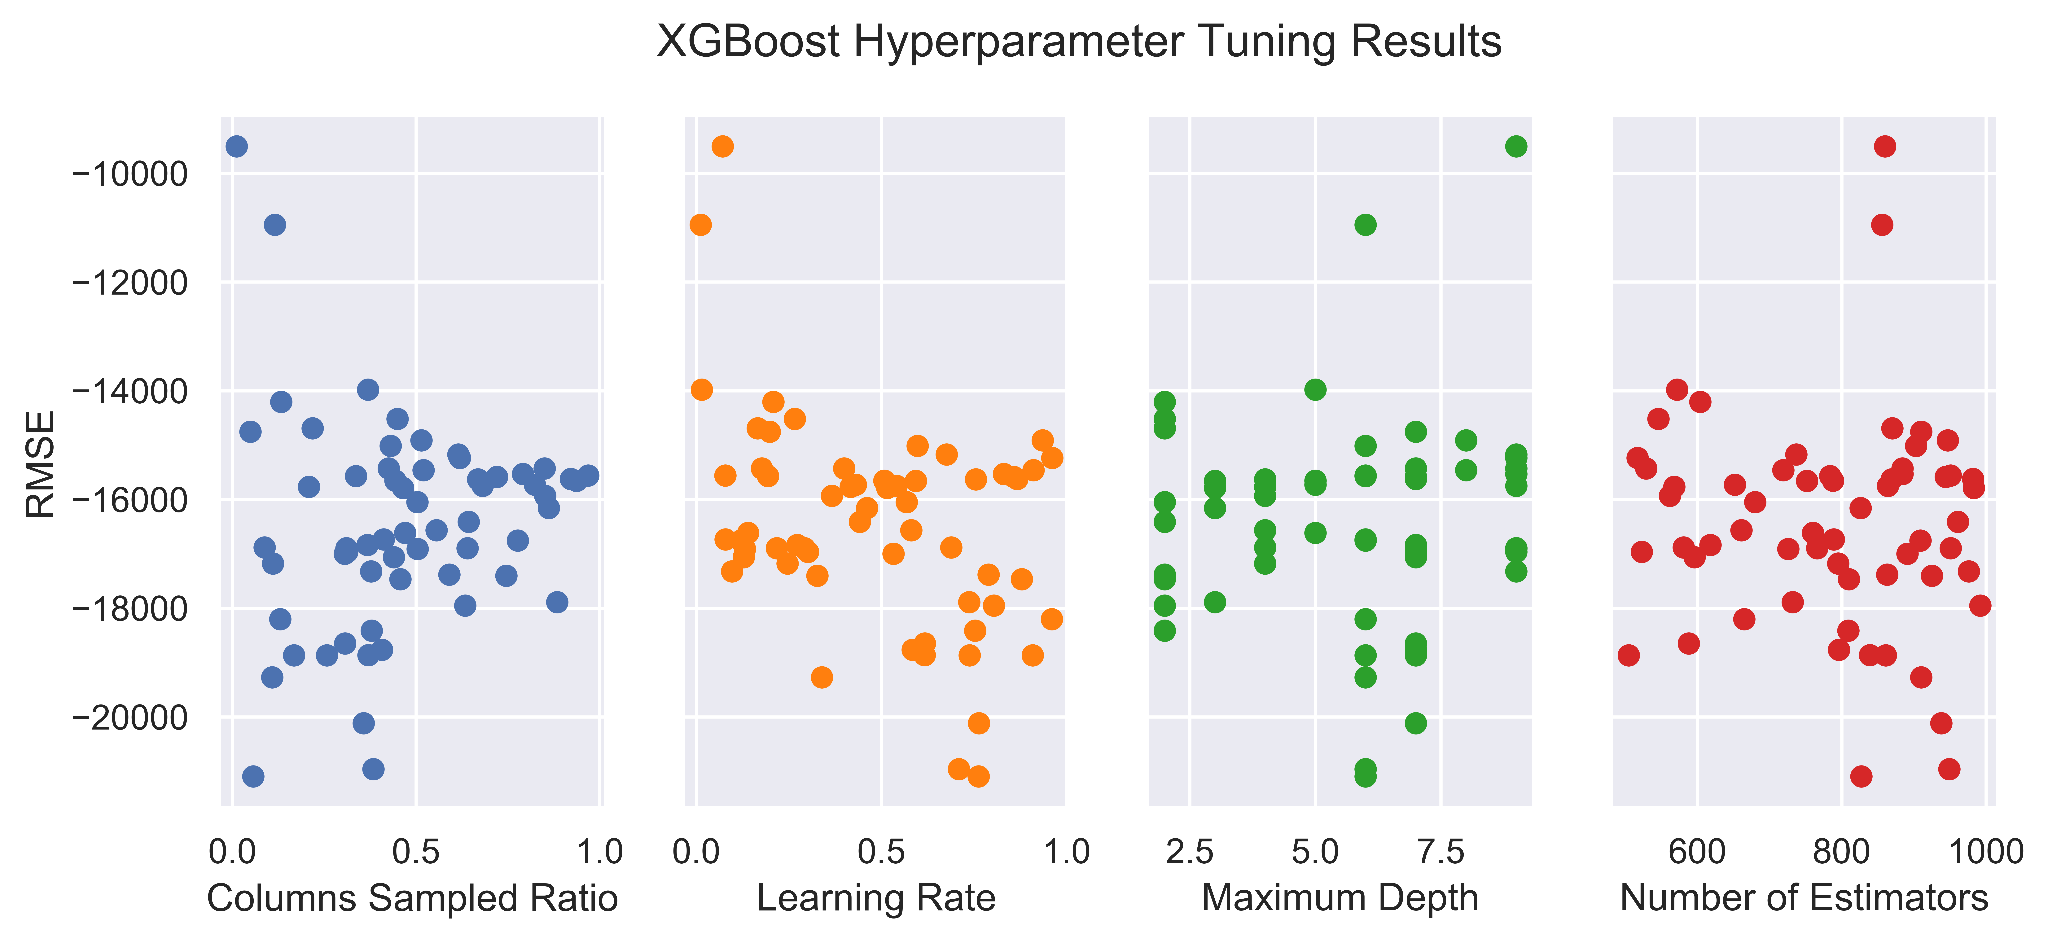 XGBoost Hyperparameter Tuning Results
RMSE
−10000
−12000
−14000
−16000
−18000
−20000
0.0 0.5 1.0
Columns Sampled Ratio
0.0 0.5 1.0
Learning Rate
2.5 5.0 7.5
Maximum Depth
600 800 1000
Number of Estimators